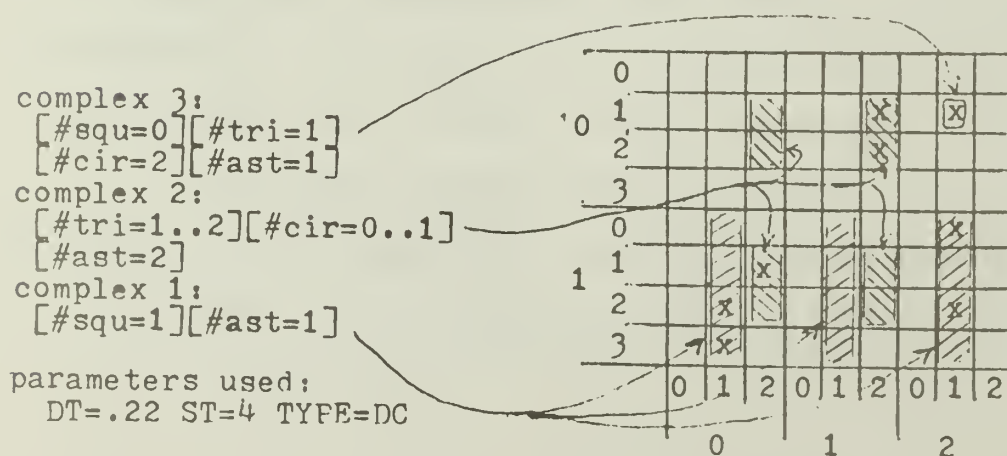 complex 3:
[#squ=0][#tri=1]
[#cir=2][#ast=1]
complex 2:
[#tri=1..2][#cir=0..1]
[#ast=2]
complex 1:
[#squ=1][#ast=1]
parameters used:
DT=.22 ST=4 TYPE=DC
0
1 x x
0
2 x
3
0 x
1 x
1
2 x x
3 x
0 1 2 0 1 2 0 1 2
0 1 2